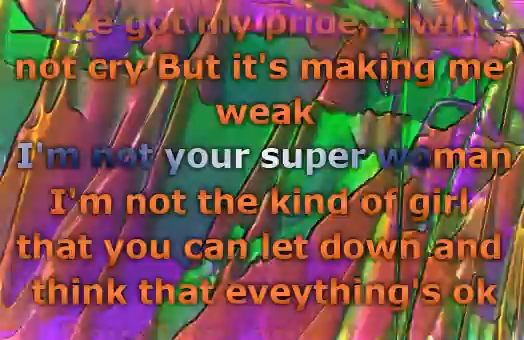 I've got my pride, I will
not cry But it's making me
weak
I'm not your super woman
I'm not the kind of girl
that you can let down and
think that eveything's ok